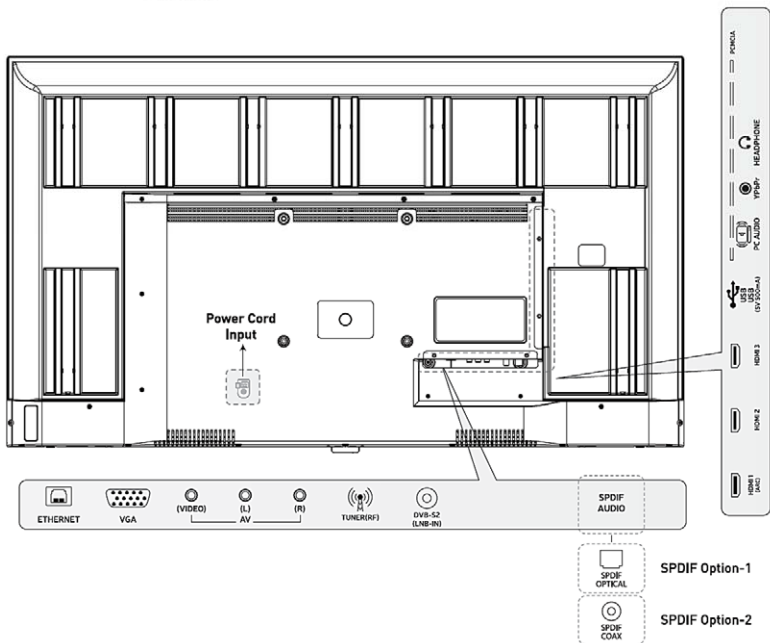 PCMCIA
HEADPHONE
YPbPr
PC AUDIO
USB
USB
(5V 500mA)
HDMI 3
HDMI 2
HDMI 1
(ARC)
Power Cord
Input
ETHERNET
VGA
(VIDEO)
(L)
(R)
AV
TUNER(RF)
DVB-S2
(LNB-IN)
SPDIF
AUDIO
SPDIF
OPTICAL
SPDIF Option-1
SPDIF
COAX
SPDIF Option-2